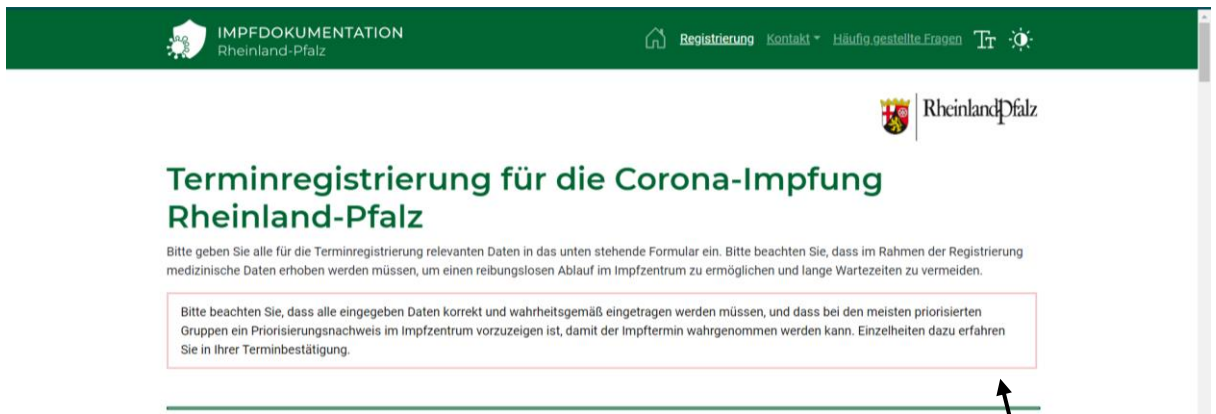 IMPFDOKUMENTATION
Rheinland-Pfalz
Registrierung Kontakt Häufig gestellte Fragen Tт
RheinlandPfalz
Terminregistrierung für die Corona-Impfung
Rheinland-Pfalz
Bitte geben Sie alle für die Terminregistrierung relevanten Daten in das unten stehende Formular ein. Bitte beachten Sie, dass im Rahmen der Registrierung
medizinische Daten erhoben werden müssen, um einen reibungslosen Ablauf im Impfzentrum zu ermöglichen und lange Wartezeiten zu vermeiden.
Bitte beachten Sie, dass alle eingegeben Daten korrekt und wahrheitsgemäß eingetragen werden müssen, und dass bei den meisten priorisierten
Gruppen ein Priorisierungsnachweis im Impfzentrum vorzuzeigen ist, damit der Impftermin wahrgenommen werden kann. Einzelheiten dazu erfahren
Sie in Ihrer Terminbestätigung.